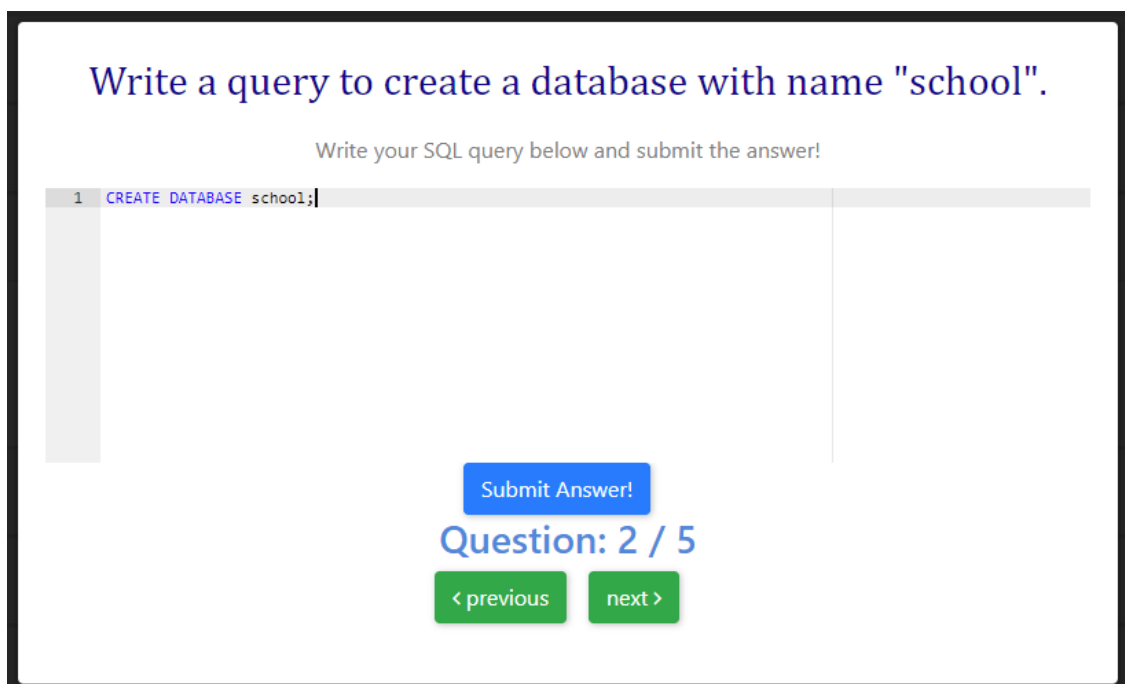 Write a query to create a database with name "school".
Write your SQL query below and submit the answer!
1 CREATE DATABASE school;
Submit Answer!
Question: 2 / 5
‹ previous next ›